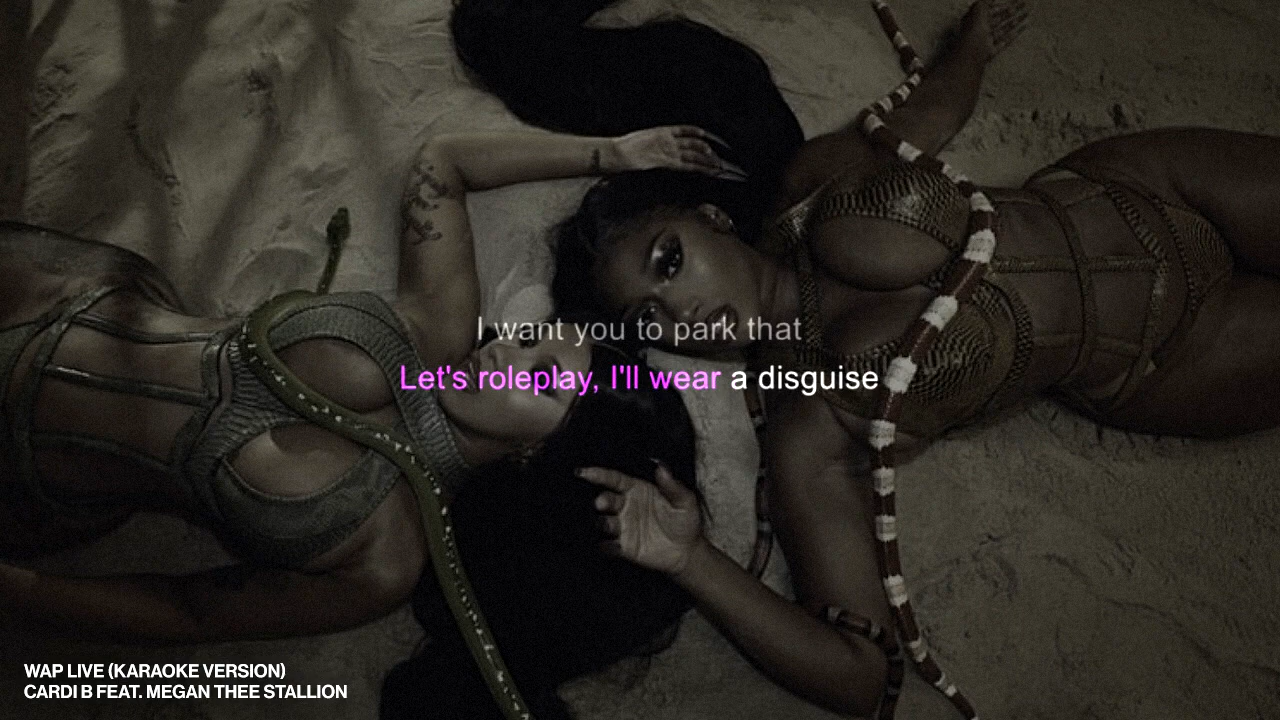 I want you to park that
Let's roleplay, I'll wear a disguise
WAP LIVE (KARAOKE VERSION)
CARDI B FEAT. MEGAN THEE STALLION